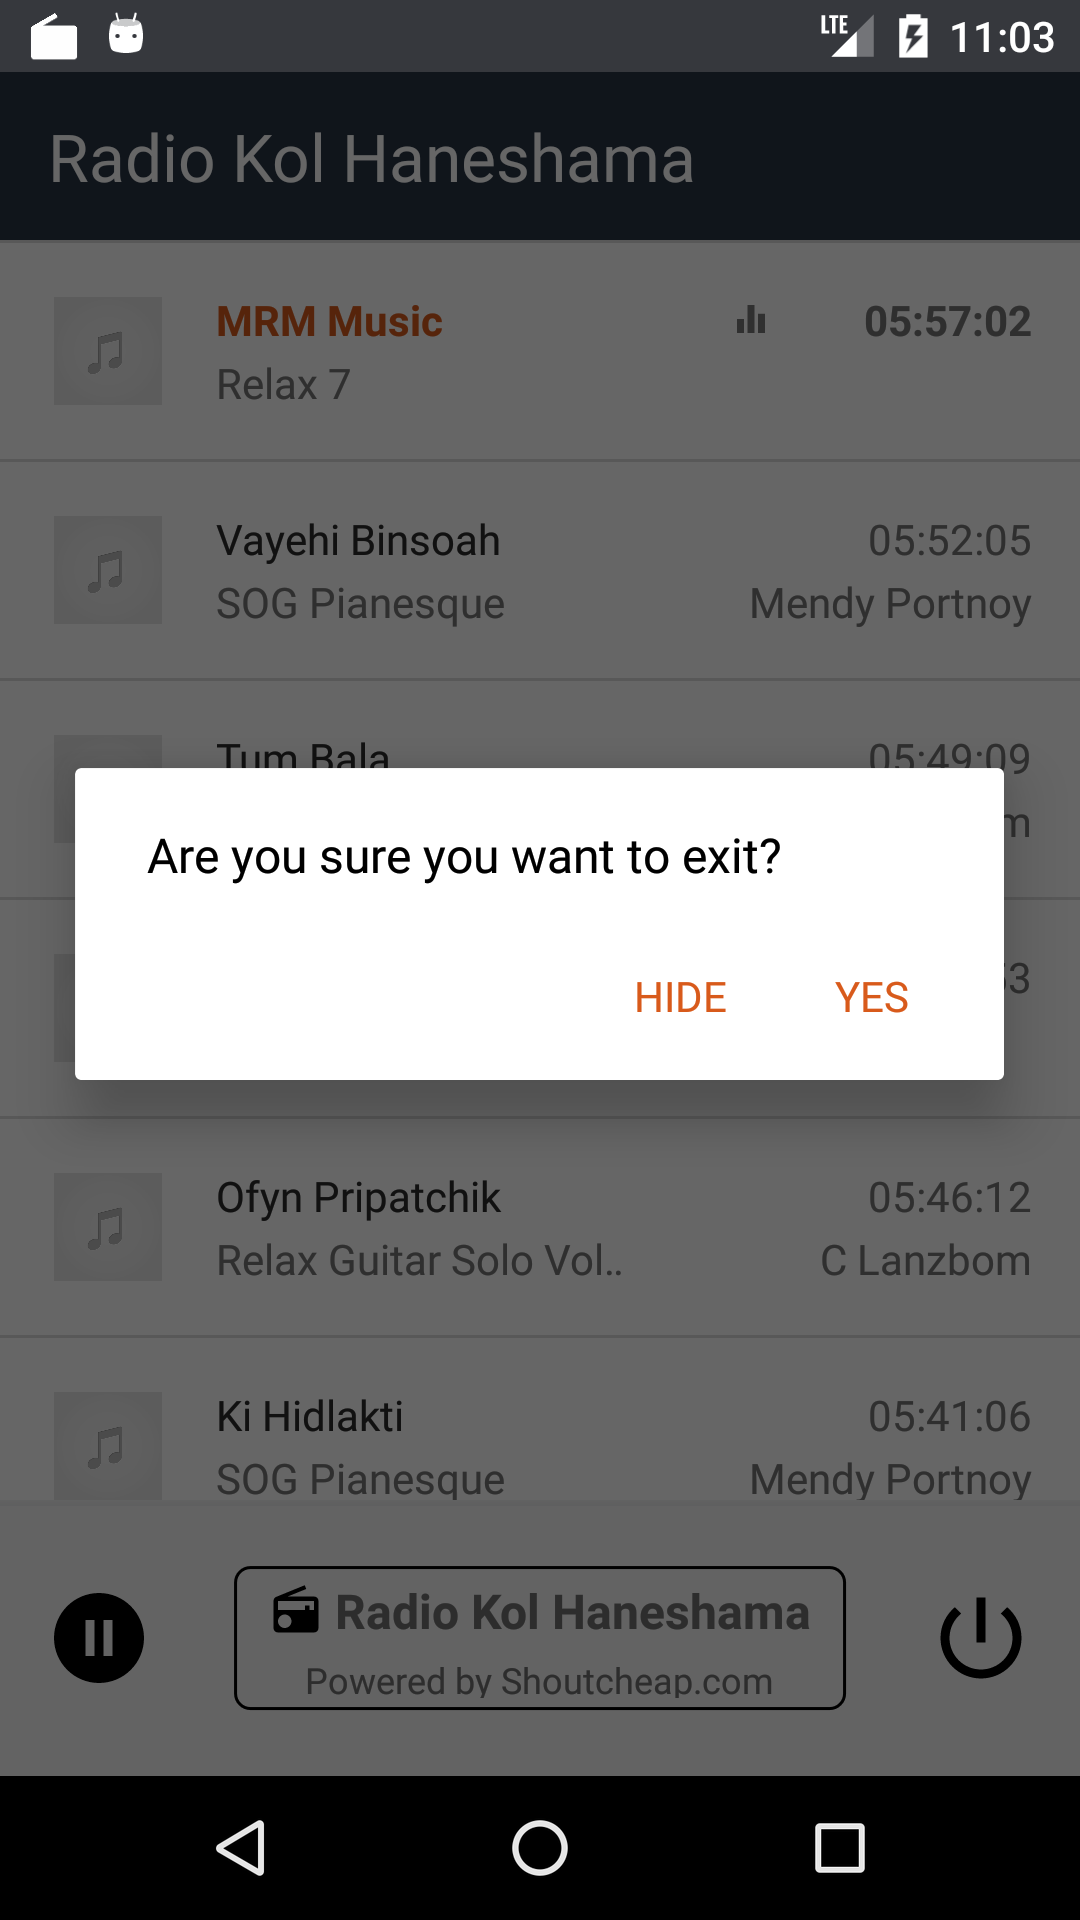 LTE 11:03
Radio Kol Haneshama
MRM Music 05:57:02
Relax 7
Vayehi Binsoah 05:52:05
SOG Pianesque Mendy Portnoy
Tum Bala 05:49:09
m
Are you sure you want to exit?
3
HIDE YES
Ofyn Pripatchik 05:46:12
Relax Guitar Solo Vol.. C Lanzbom
Ki Hidlakti 05:41:06
SOG Pianesque Mendy Portnoy
Radio Kol Haneshama
Powered by Shoutcheap.com